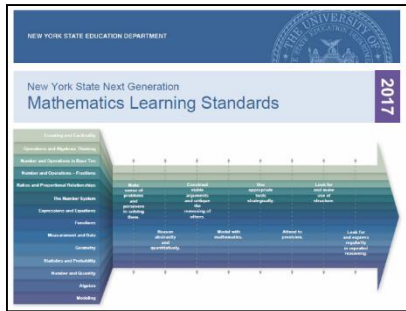 NEW YORK STATE EDUCATION DEPARTMENT
New York State Next Generation
Mathematics Learning Standards
2017
Counting and Cardinality
Operations and Algebraic Thinking
Number and Operations in Base Ten
Number and Operations – Fractions
Ratios and Proportional Relationships
The Number System
Expressions and Equations
Functions
Measurement and Data
Geometry
Statistics and Probability
Number and Quantity
Algebra
Modeling
Make
sense of
problems
and
persevere
in solving
them.
Construct
viable
arguments
and critique
the
reasoning of
others.
Use
appropriate
tools
strategically.
Look for
and make
use of
structure.
Reason
abstractly
and
quantitatively.
Model with
mathematics.
Attend to
precision.
Look for
and express
regularity
in repeated
reasoning.